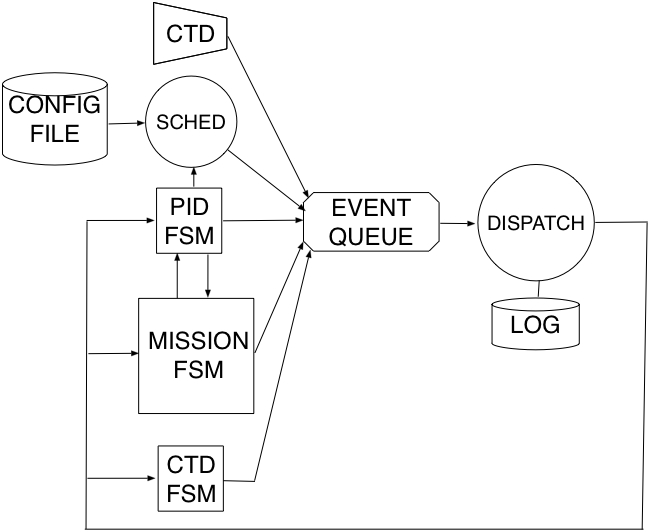 CTD
CONFIG
FILE
SCHED
PID
FSM
EVENT
QUEUE
DISPATCH
LOG
MISSION
FSM
CTD
FSM